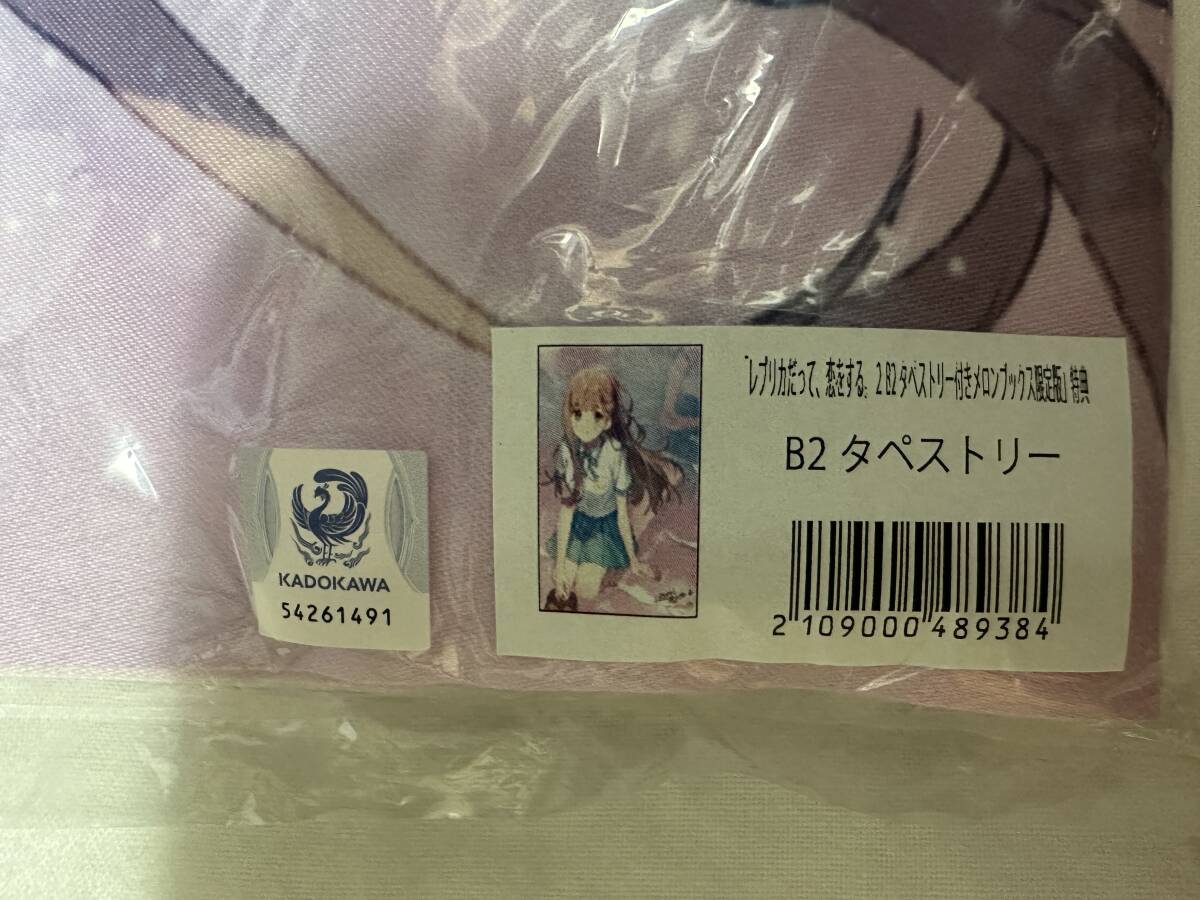 「レプリカだって、恋をする。2 B2タペストリー付きメロンブックス限定版」特典
B2 タペストリー
2 109000 489384
KADOKAWA
54261491